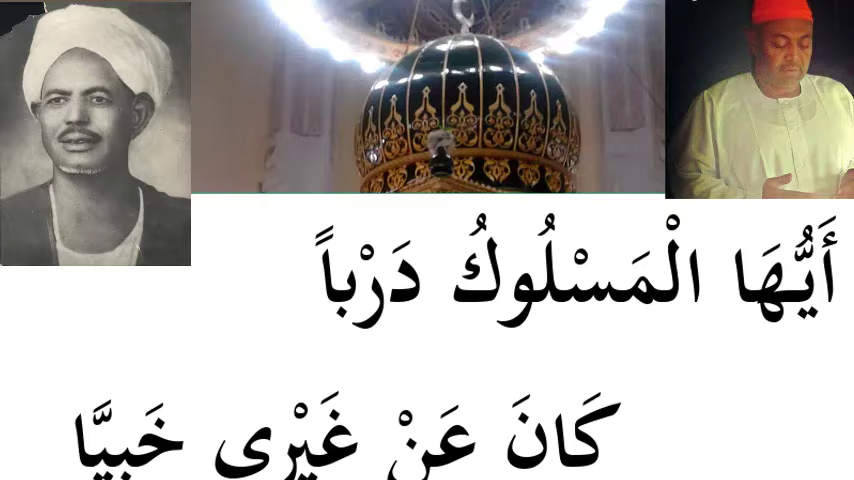 أَيُّهَا الْمَسْلُوكُ دَرْباً
كَانَ عَنْ غَيْرِى خَبِيَّا